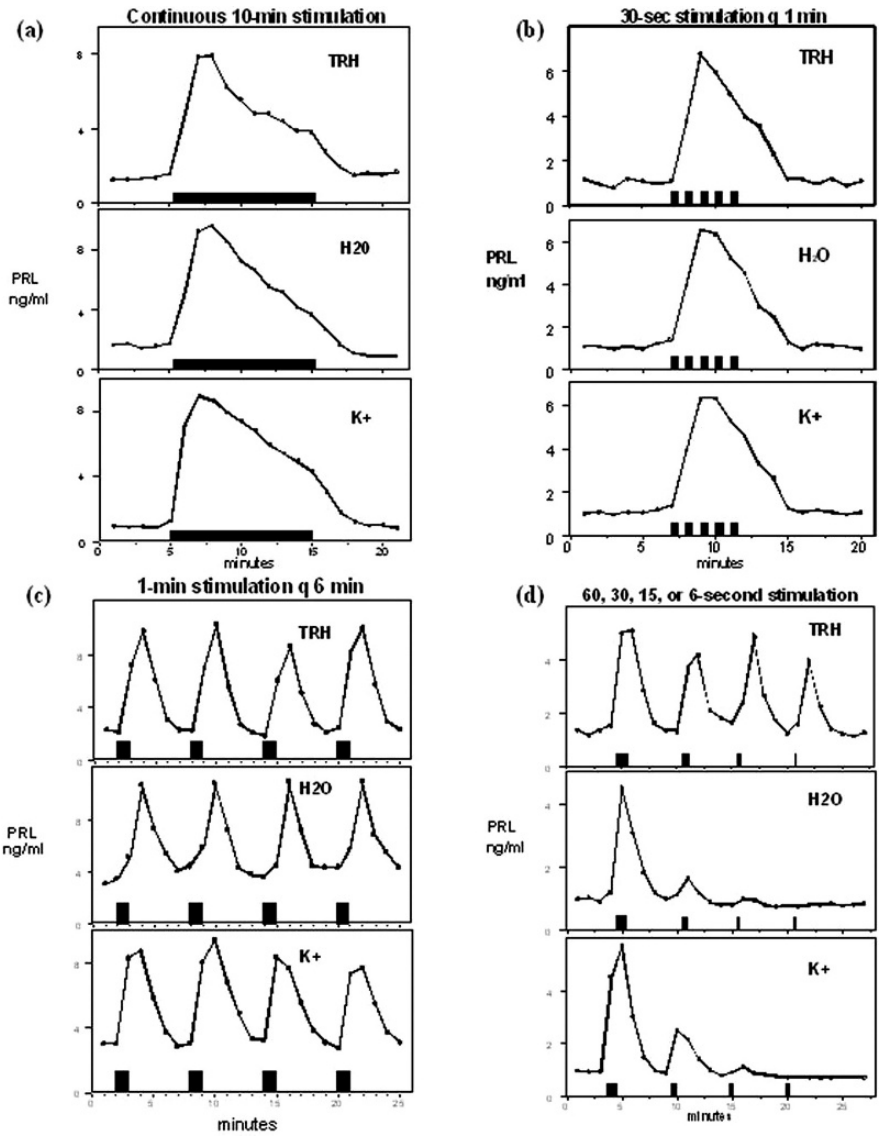 (a)
Continuous 10-min stimulation
TRH
8
4
0
H20
8
4
0
PRL
ng/ml
K+
8
4
0
0 5 10 15 20
minutes
(b)
30-sec stimulation q 1 min
TRH
6
4
2
0
H₂O
6
4
2
0
PRL
ng/ml
K+
6
4
2
0
0 5 10 15 20
minutes
(c)
1-min stimulation q 6 min
TRH
8
4
0
H2O
8
4
0
PRL
ng/ml
K+
8
4
0
0 5 10 15 20 25
minutes
(d)
60, 30, 15, or 6-second stimulation
TRH
4
2
0
H2O
4
2
0
PRL
ng/ml
K+
4
2
0
0 5 10 15 20 25
minutes